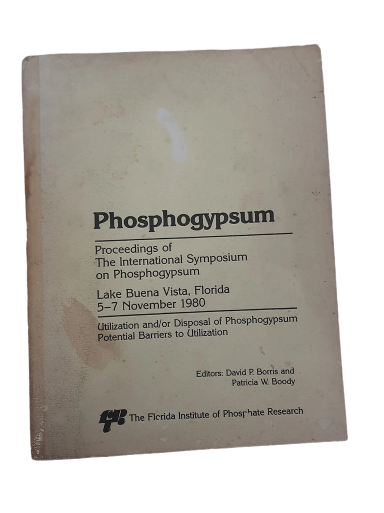 Phosphogypsum
Proceedings of
The International Symposium
on Phosphogypsum
Lake Buena Vista, Florida
5-7 November 1980
Utilization and/or Disposal of Phosphogypsum
Potential Barriers to Utilization
Editors: David P. Borris and
Patricia W. Boody
The Florida Institute of Phosphate Research